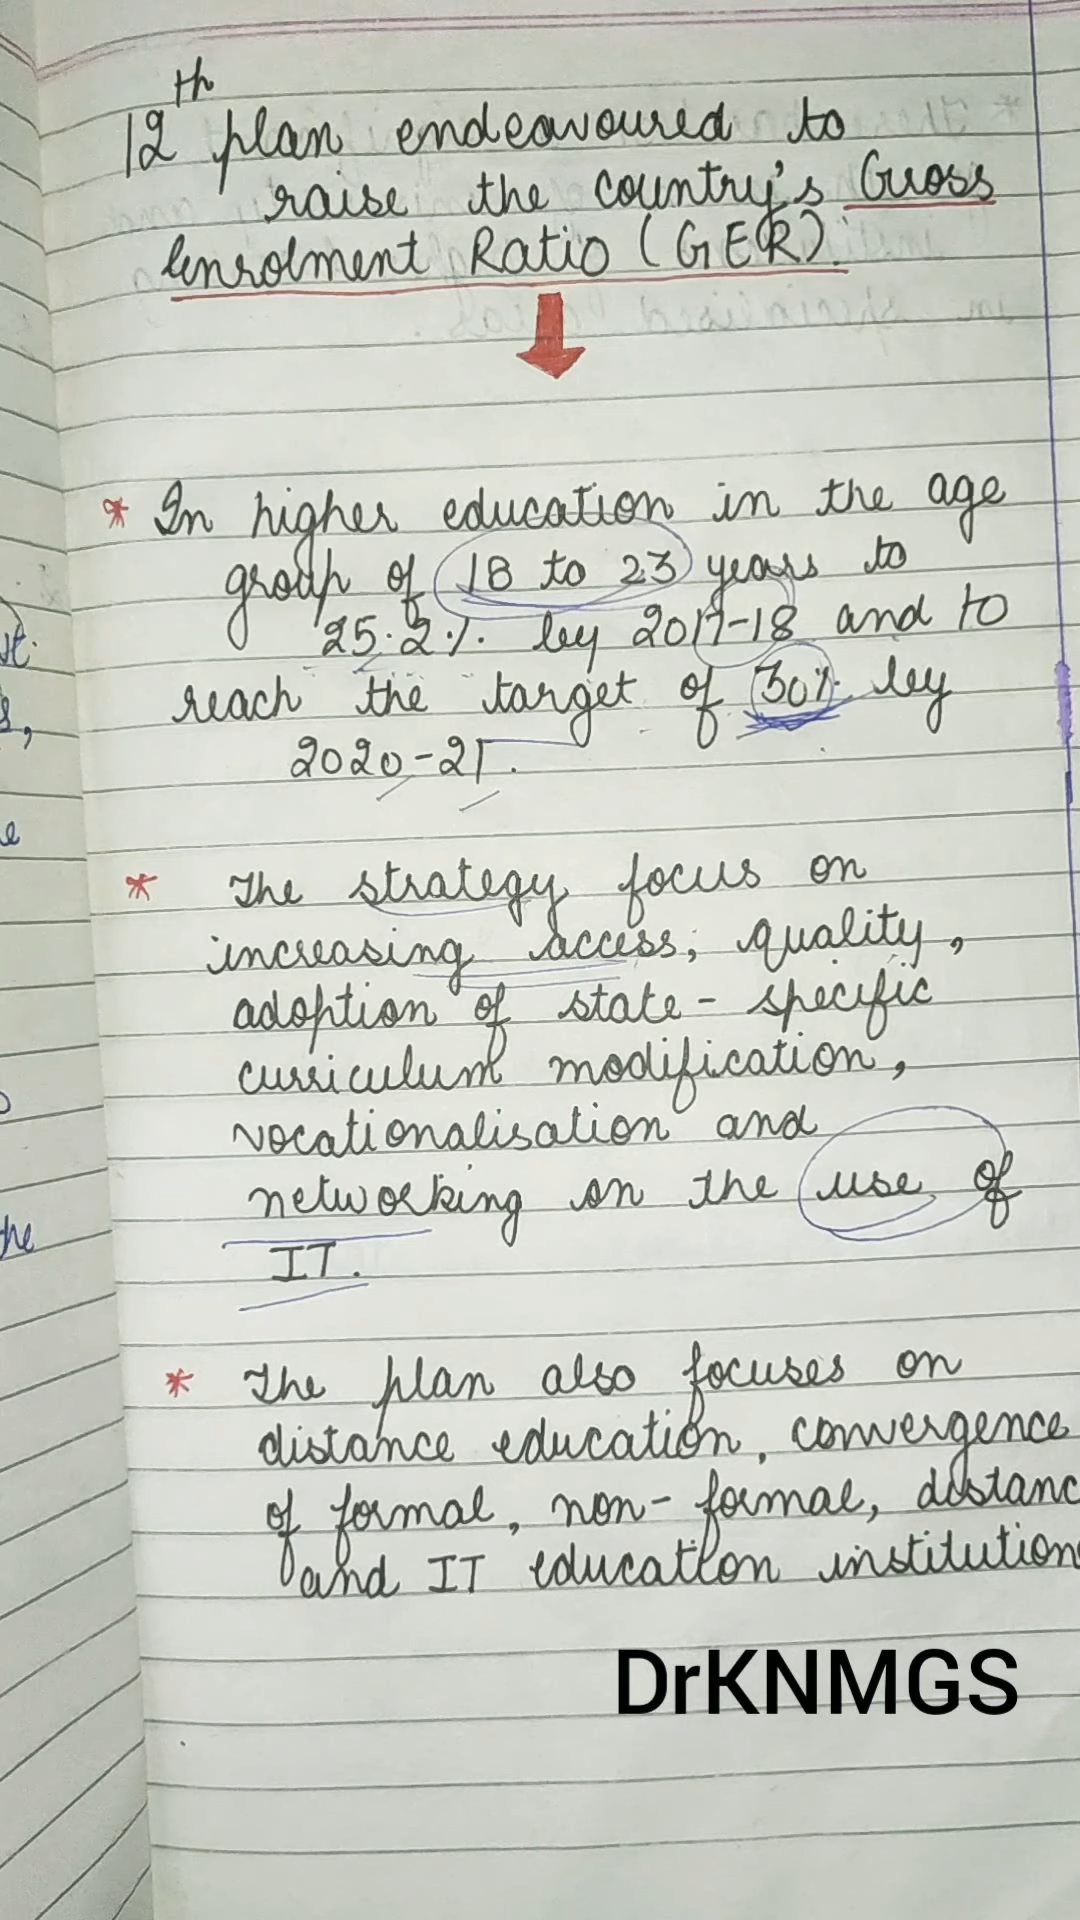 12th plan endeavoured to
raise the country's Gross
Enrolment Ratio (GER).
* In higher education in the age
group of 18 to 23 years to
25.2%. by 2017-18 and to
reach the target of 30%. by
2020-21.
* The strategy focus on
increasing access, quality,
adoption of state-specific
curriculum modification,
vocationalisation and
networking on the use of
IT.
* The plan also focuses on
distance education, convergence
of formal, non-formal, distanc
and IT education institutions
DrKNMGS